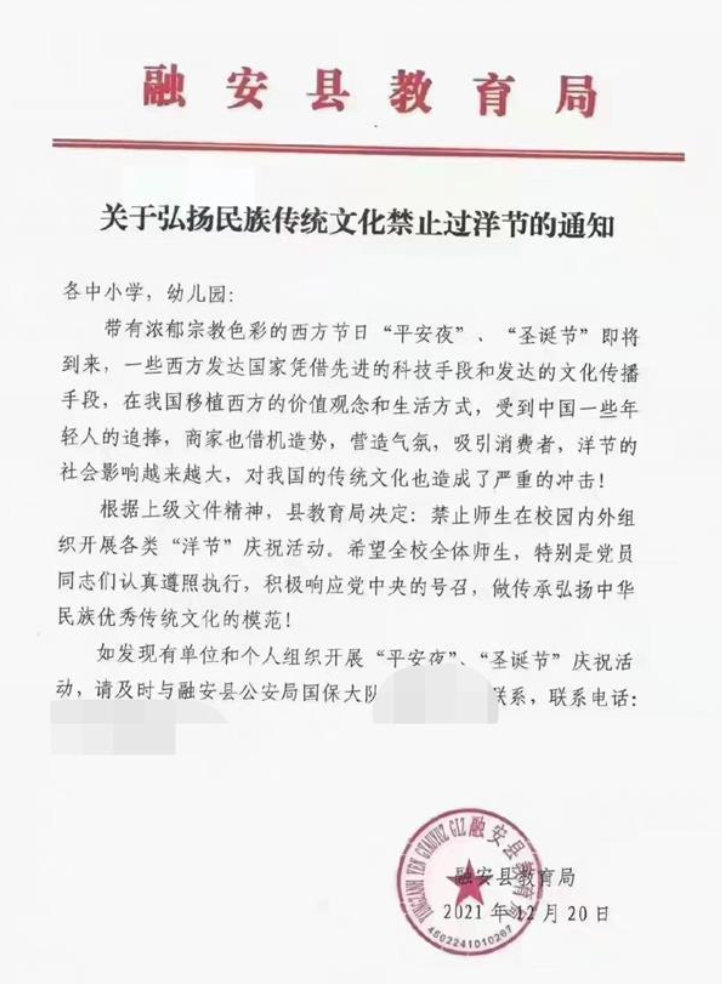 融安县教育局
关于弘扬民族传统文化禁止过洋节的通知
各中小学，幼儿园：
带有浓郁宗教色彩的西方节日“平安夜”、“圣诞节”即将
到来，一些西方发达国家凭借先进的科技手段和发达的文化传播
手段，在我国移植西方的价值观念和生活方式，受到中国一些年
轻人的追捧，商家也借机造势，营造气氛，吸引消费者，洋节的
社会影响越来越大，对我国的传统文化也造成了严重的冲击！
根据上级文件精神，县教育局决定：禁止师生在校园内外组
织开展各类“洋节”庆祝活动。希望全校全体师生，特别是党员
同志们认真遵照执行，积极响应党中央的号召，做传承弘扬中华
民族优秀传统文化的模范！
如发现有单位和个人组织开展“平安夜”、“圣诞节”庆祝活
动，请及时与融安县公安局国保大队联系，联系电话：
融安县教育局
融安县教育局
2021年12月20日
4502241010267